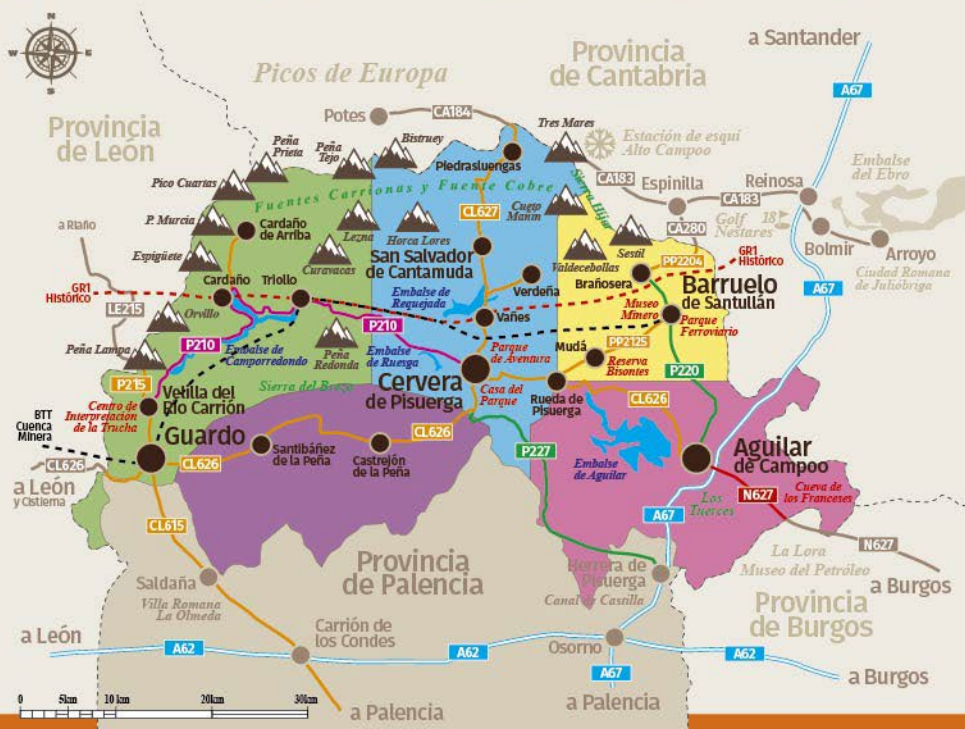 N
W
E
S
a Santander
Picos de Europa
Provincia
de Cantabria
A67
Potes
CA184
Tres Mares
Provincia
de León
Peña
Prieta
Peña
Tejo
Bistruey
Estación de esquí
Alto Campoo
Piedrasluengas
CA183
Espinilla
Reinosa
Embalse
del Ebro
Pico Cuartas
Fuentes Carrionas y Fuente Cobre
Sierra Hijar
CA183
P. Murcia
Cardaño
de Arriba
Lezna
Horca Lores
CL627
Cueto
Mañín
Golf
Nestares
18
Bolmir
Arroyo
a Riaño
Espigüete
Curavacas
San Salvador
de Cantamuda
Sestil
Valdecebollas
CA280
PP2204
GR1
Histórico
Ciudad Romana
de Julióbriga
GR1
Histórico
Cardaño
Triollo
Embalse de
Requejada
Verdeña
Brañosera
Barruelo
de Santullán
A67
LE215
Orvillo
Vañes
Museo
Minero
Parque
Ferroviario
P210
Peña Lampa
P210
Embalse de
Camporredondo
Peña
Redonda
Embalse
de Ruesga
Parque
de Aventura
Mudá
PP2125
Reserva
Bisontes
P220
P215
Sierra del Brezo
Cervera
de Pisuerga
Casa del
Parque
Rueda de
Pisuerga
CL626
Centro de
Interpretación
de la Trucha
Velilla del
Río Carrión
BTT
Cuenca
Minera
Guardo
CL626
Santibáñez
de la Peña
Castrejón
de la Peña
CL626
P227
Embalse
de Aguilar
Aguilar
de Campoo
CL626
a León
y Cistierna
Cueva de
los Franceses
N627
Las
Tuerces
CL615
A67
N627
Provincia
de Palencia
La Lora
Museo del Petróleo
a Burgos
Saldaña
Villa Romana
La Olmeda
Herrera de
Pisuerga
Canal de Castilla
Provincia
de Burgos
a León
Carrión de
los Condes
Osorno
A62
A62
A62
A67
a Burgos
0
5km
10 km
20km
30km
a Palencia
a Palencia